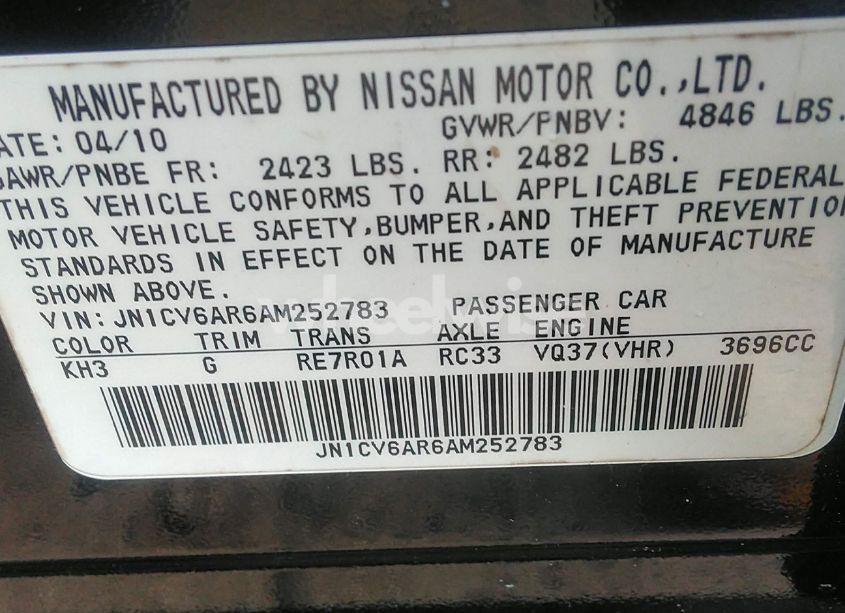 MANUFACTURED BY NISSAN MOTOR CO.,LTD.
ATE: 04/10 GVWR/PNBV: 4846 LBS.
GAWR/PNBE FR: 2423 LBS. RR: 2482 LBS.
THIS VEHICLE CONFORMS TO ALL APPLICABLE FEDERAL
MOTOR VEHICLE SAFETY,BUMPER,AND THEFT PREVENTIO
STANDARDS IN EFFECT ON THE DATE OF MANUFACTURE
SHOWN ABOVE.
VIN: JN1CV6AR6AM252783 PASSENGER CAR
COLOR TRIM TRANS AXLE ENGINE
KH3 G RE7R01A RC33 VQ37(VHR) 3696CC
JN1CV6AR6AM252783